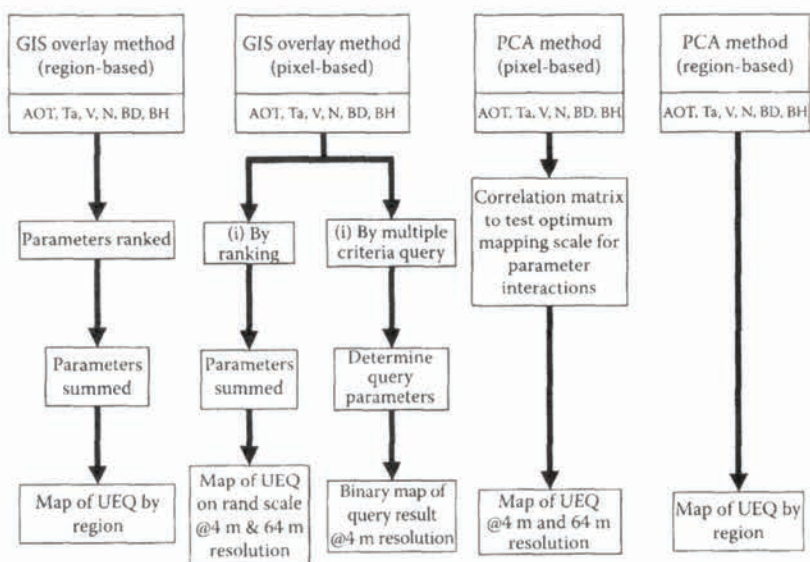 GIS overlay method
(region-based)
AOT, Ta, V, N, BD, BH
Parameters ranked
Parameters
summed
Map of UEQ by
region
GIS overlay method
(pixel-based)
AOT, Ta, V, N, BD, BH
(i) By
ranking
Parameters
summed
Map of UEQ
on rand scale
@4 m & 64 m
resolution
(i) By multiple
criteria query
Determine
query
parameters
Binary map of
query result
@4 m resolution
PCA method
(pixel-based)
AOT, Ta, V, N, BD, BH
Correlation matrix
to test optimum
mapping scale for
parameter
interactions
Map of UEQ
@4 m and 64 m
resolution
PCA method
(region-based)
AOT, Ta, V, N, BD, BH
Map of UEQ by
region